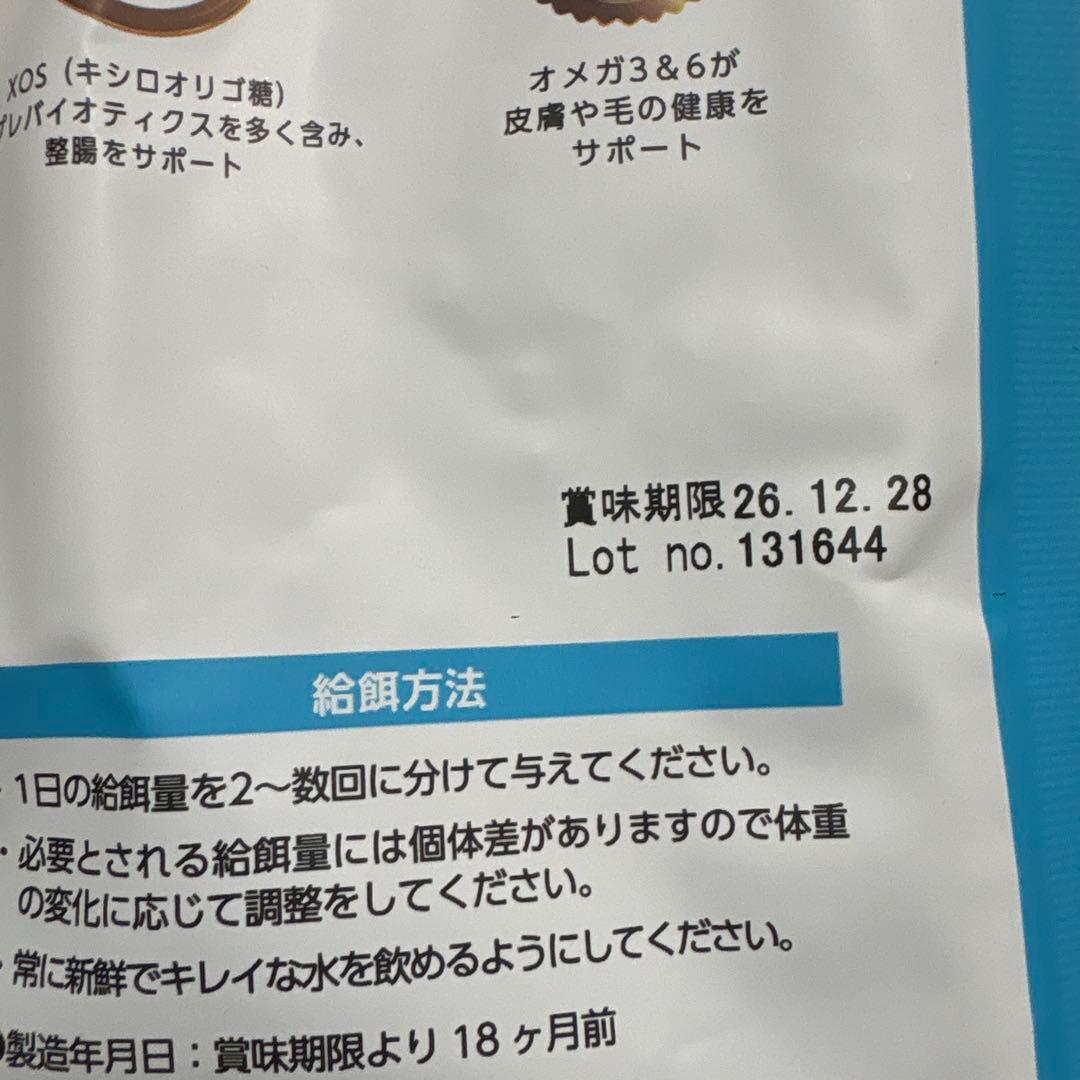 XOS（キシロオリゴ糖）
プレバイオティクスを多く含み、
整腸をサポート
オメガ3＆6が
皮膚や毛の健康を
サポート
賞味期限26.12.28
Lot no.131644
給餌方法
・1日の給餌量を2〜数回に分けて与えてください。
・必要とされる給餌量には個体差がありますので体重
の変化に応じて調整をしてください。
・常に新鮮でキレイな水を飲めるようにしてください。
●製造年月日：賞味期限より18ヶ月前